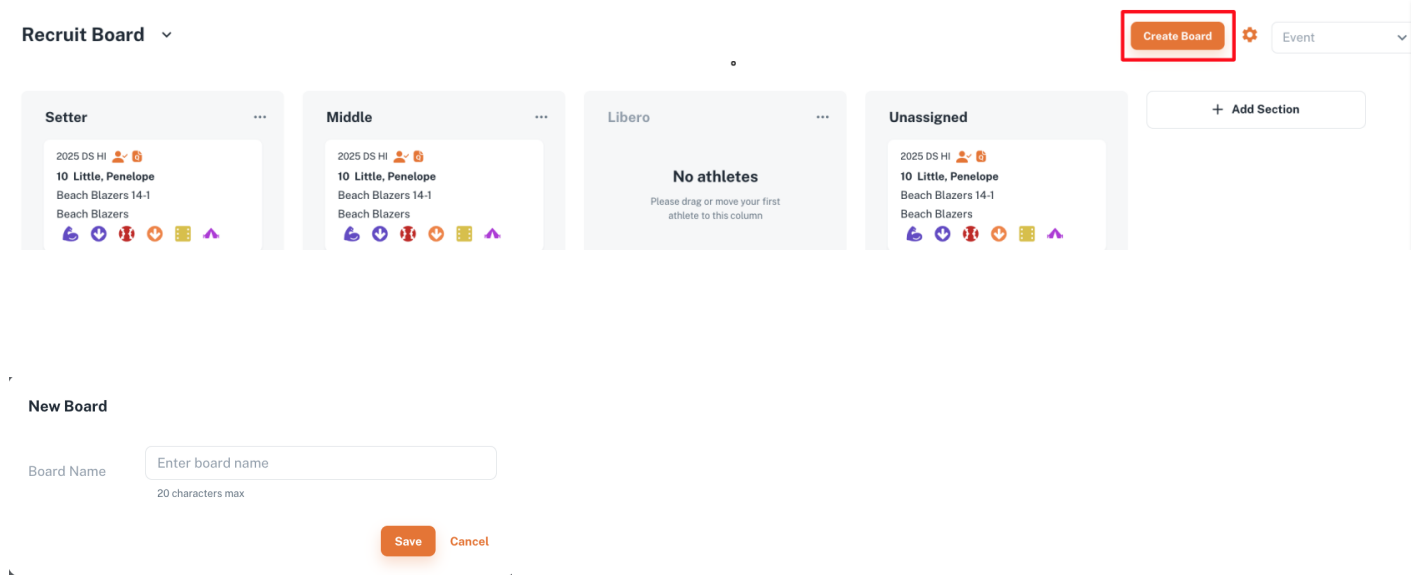 Recruit Board
Create Board
Event
Setter
2025 DS HI
10 Little, Penelope
Beach Blazers 14-1
Beach Blazers
Middle
2025 DS HI
10 Little, Penelope
Beach Blazers 14-1
Beach Blazers
Libero
No athletes
Please drag or move your first
athlete to this column
Unassigned
2025 DS HI
10 Little, Penelope
Beach Blazers 14-1
Beach Blazers
+ Add Section
New Board
Board Name
Enter board name
20 characters max
Save
Cancel